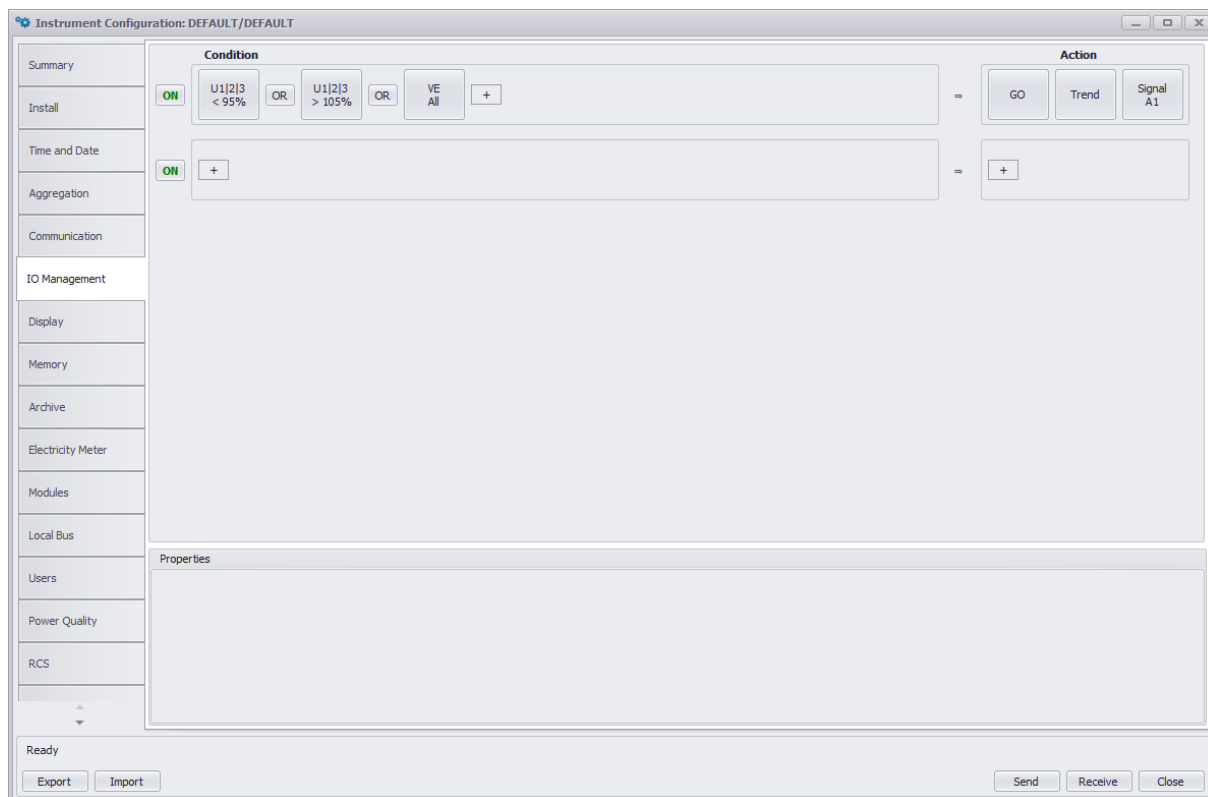 Instrument Configuration: DEFAULT/DEFAULT
Summary
Install
Time and Date
Aggregation
Communication
IO Management
Display
Memory
Archive
Electricity Meter
Modules
Local Bus
Users
Power Quality
RCS
Condition
Action
ON
U1|2|3
< 95%
OR
U1|2|3
> 105%
OR
VE
All
+
⇒
GO
Trend
Signal
A1
ON
+
⇒
+
Properties
Ready
Export
Import
Send
Receive
Close